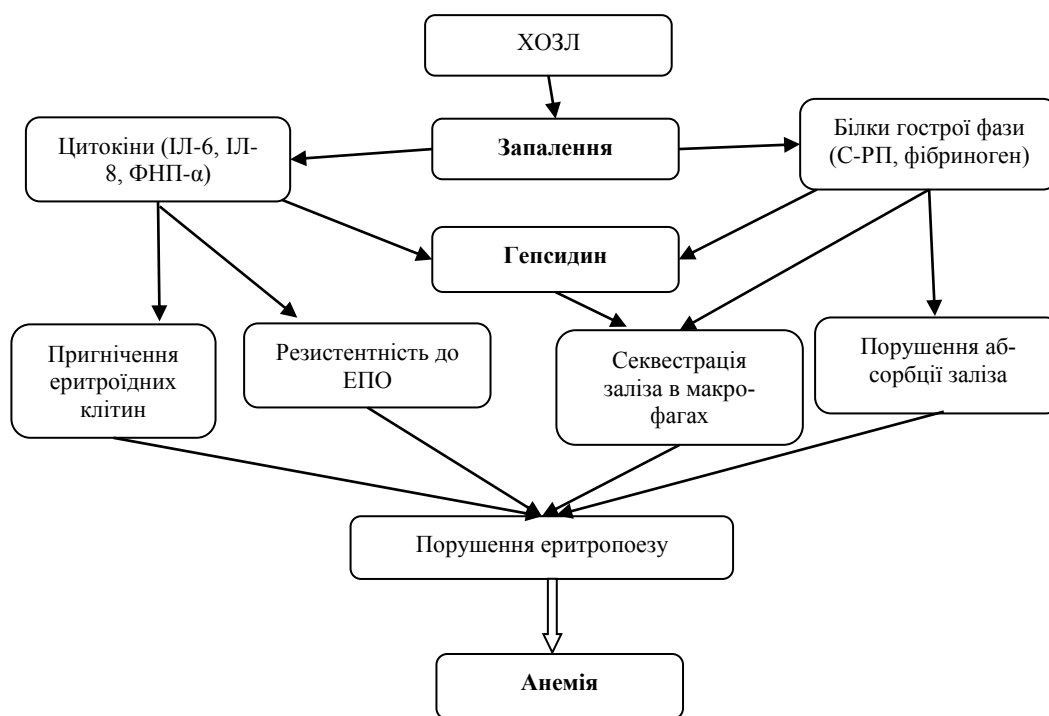 ХОЗЛ
Цитокіни (ІЛ-6, ІЛ-
8, ФНП-α)
Запалення
Білки гострої фази
(С-РП, фібриноген)
Гепсидин
Пригнічення
еритроїдних
клітин
Резистентність до
ЕПО
Секвестрація
заліза в макро-
фагах
Порушення аб-
сорбції заліза
Порушення еритропоезу
Анемія